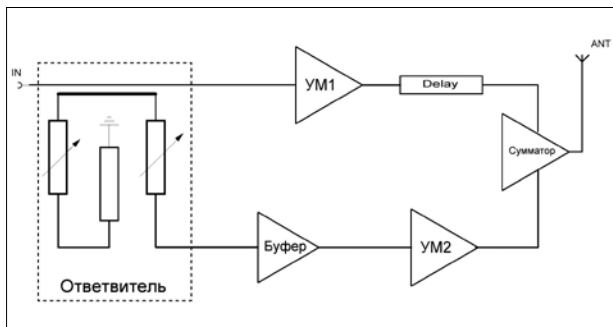 ANT
IN
УМ1
Delay
Сумматор
Буфер
УМ2
Ответвитель